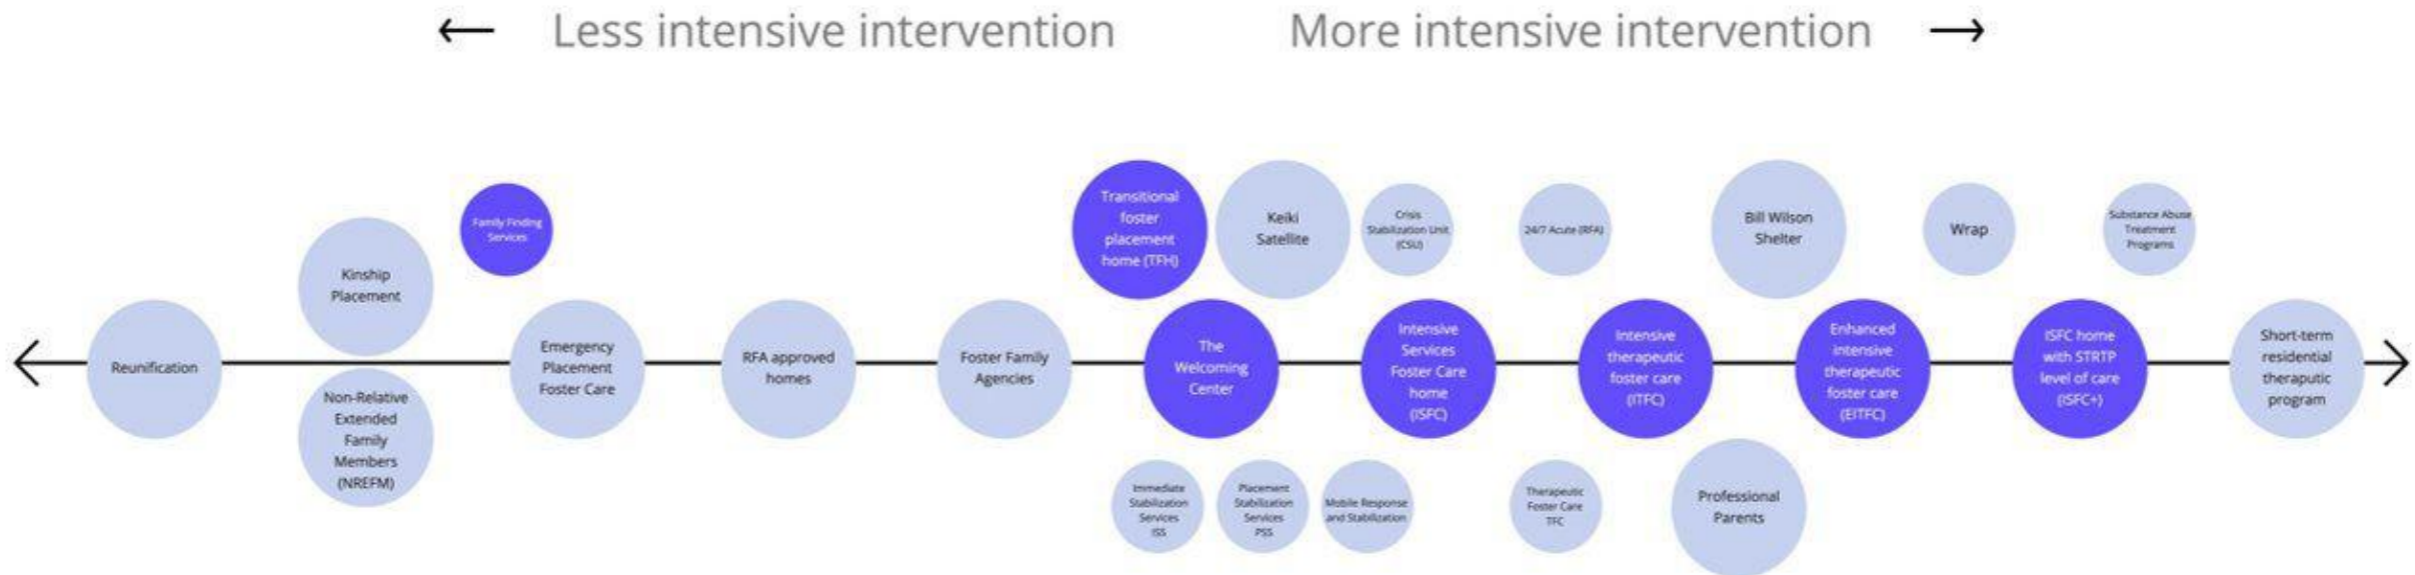 ← Less intensive intervention
More intensive intervention →
Transitional
foster
placement
home (TFH)
Keiki
Satellite
Crisis
Stabilization Unit
(CSU)
24/7 Acute (RFA)
Bill Wilson
Shelter
Wrap
Substance Abuse
Treatment
Programs
Family Finding
Services
Kinship
Placement
Reunification
Non-Relative
Extended
Family
Members
(NREFM)
Emergency
Placement
Foster Care
RFA approved
homes
Foster Family
Agencies
The
Welcoming
Center
Intensive
Services
Foster Care
home
(ISFC)
Intensive
therapeutic
foster care
(ITFC)
Enhanced
intensive
therapeutic
foster care
(EITFC)
ISFC home
with STRTP
level of care
(ISFC+)
Short-term
residential
theraputic
program
Immediate
Stabilization
Services
ISS
Placement
Stabilization
Services
PSS
Mobile Response
and Stabilization
Therapeutic
Foster Care
TFC
Professional
Parents